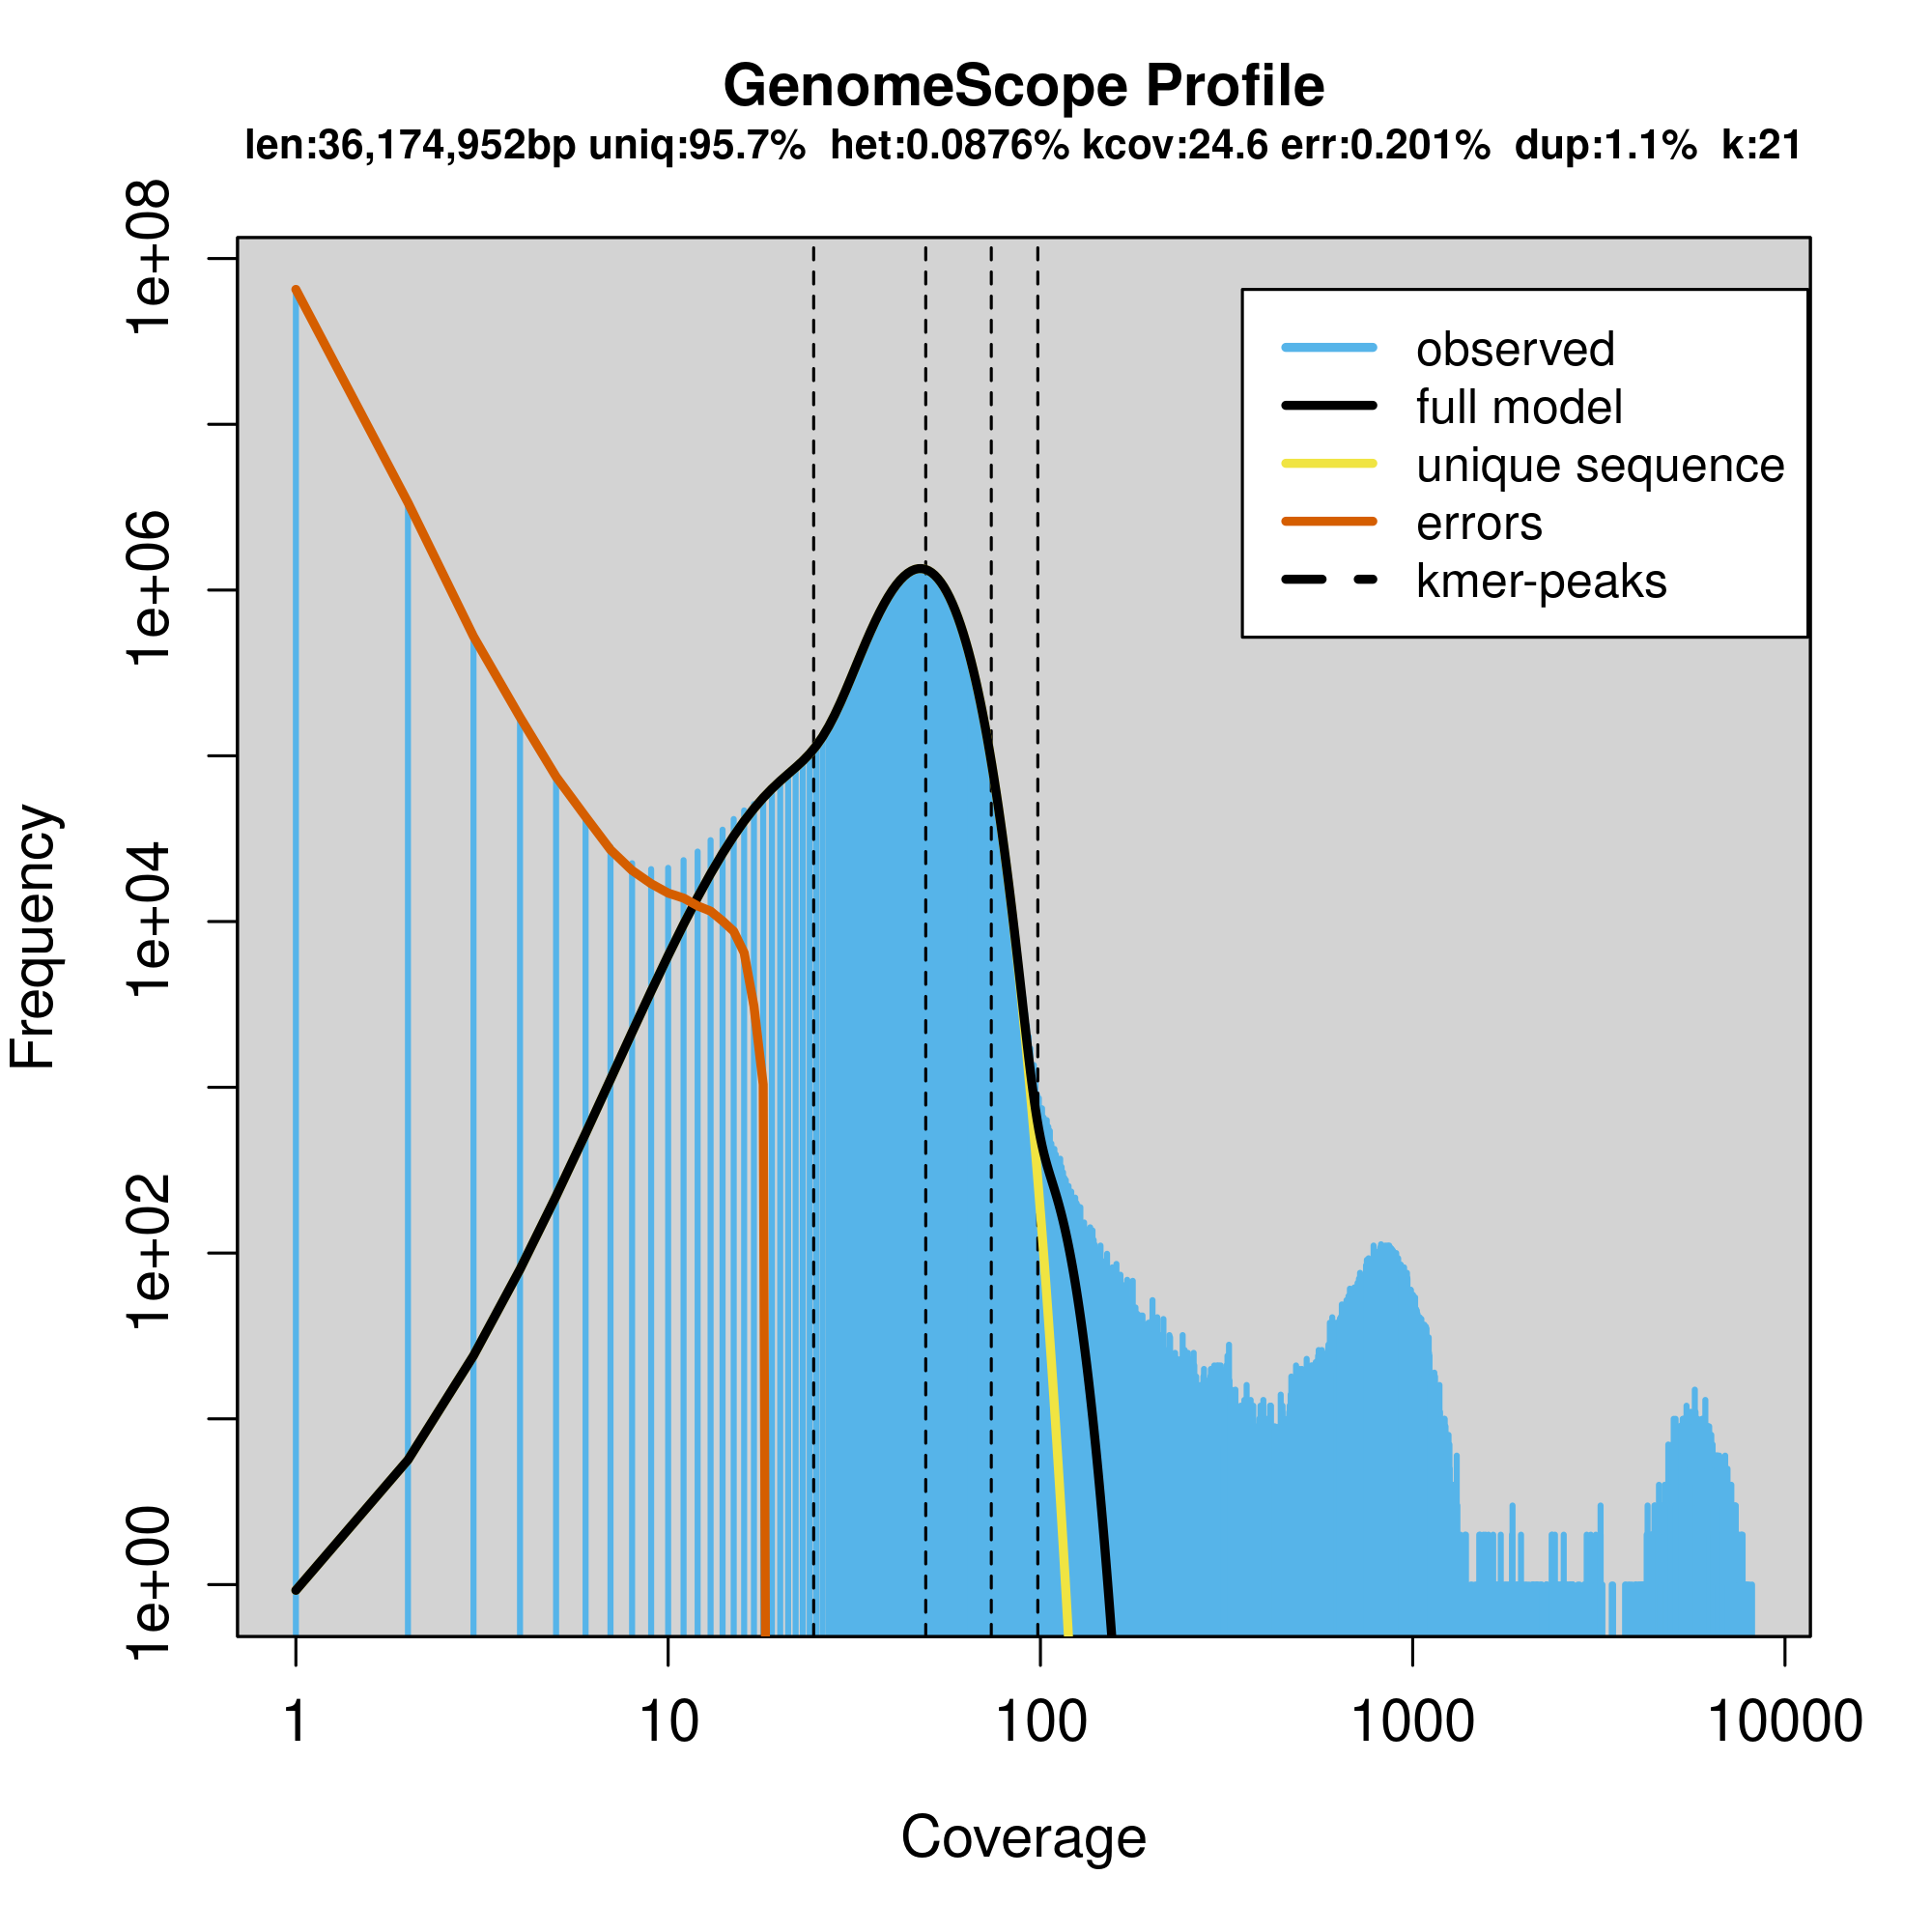 GenomeScope Profile
len:36,174,952bp uniq:95.7% het:0.0876% kcov:24.6 err:0.201% dup:1.1% k:21
1e+08
1e+06
1e+04
1e+02
1e+00
Frequency
observed
full model
unique sequence
errors
kmer-peaks
1 10 100 1000 10000
Coverage